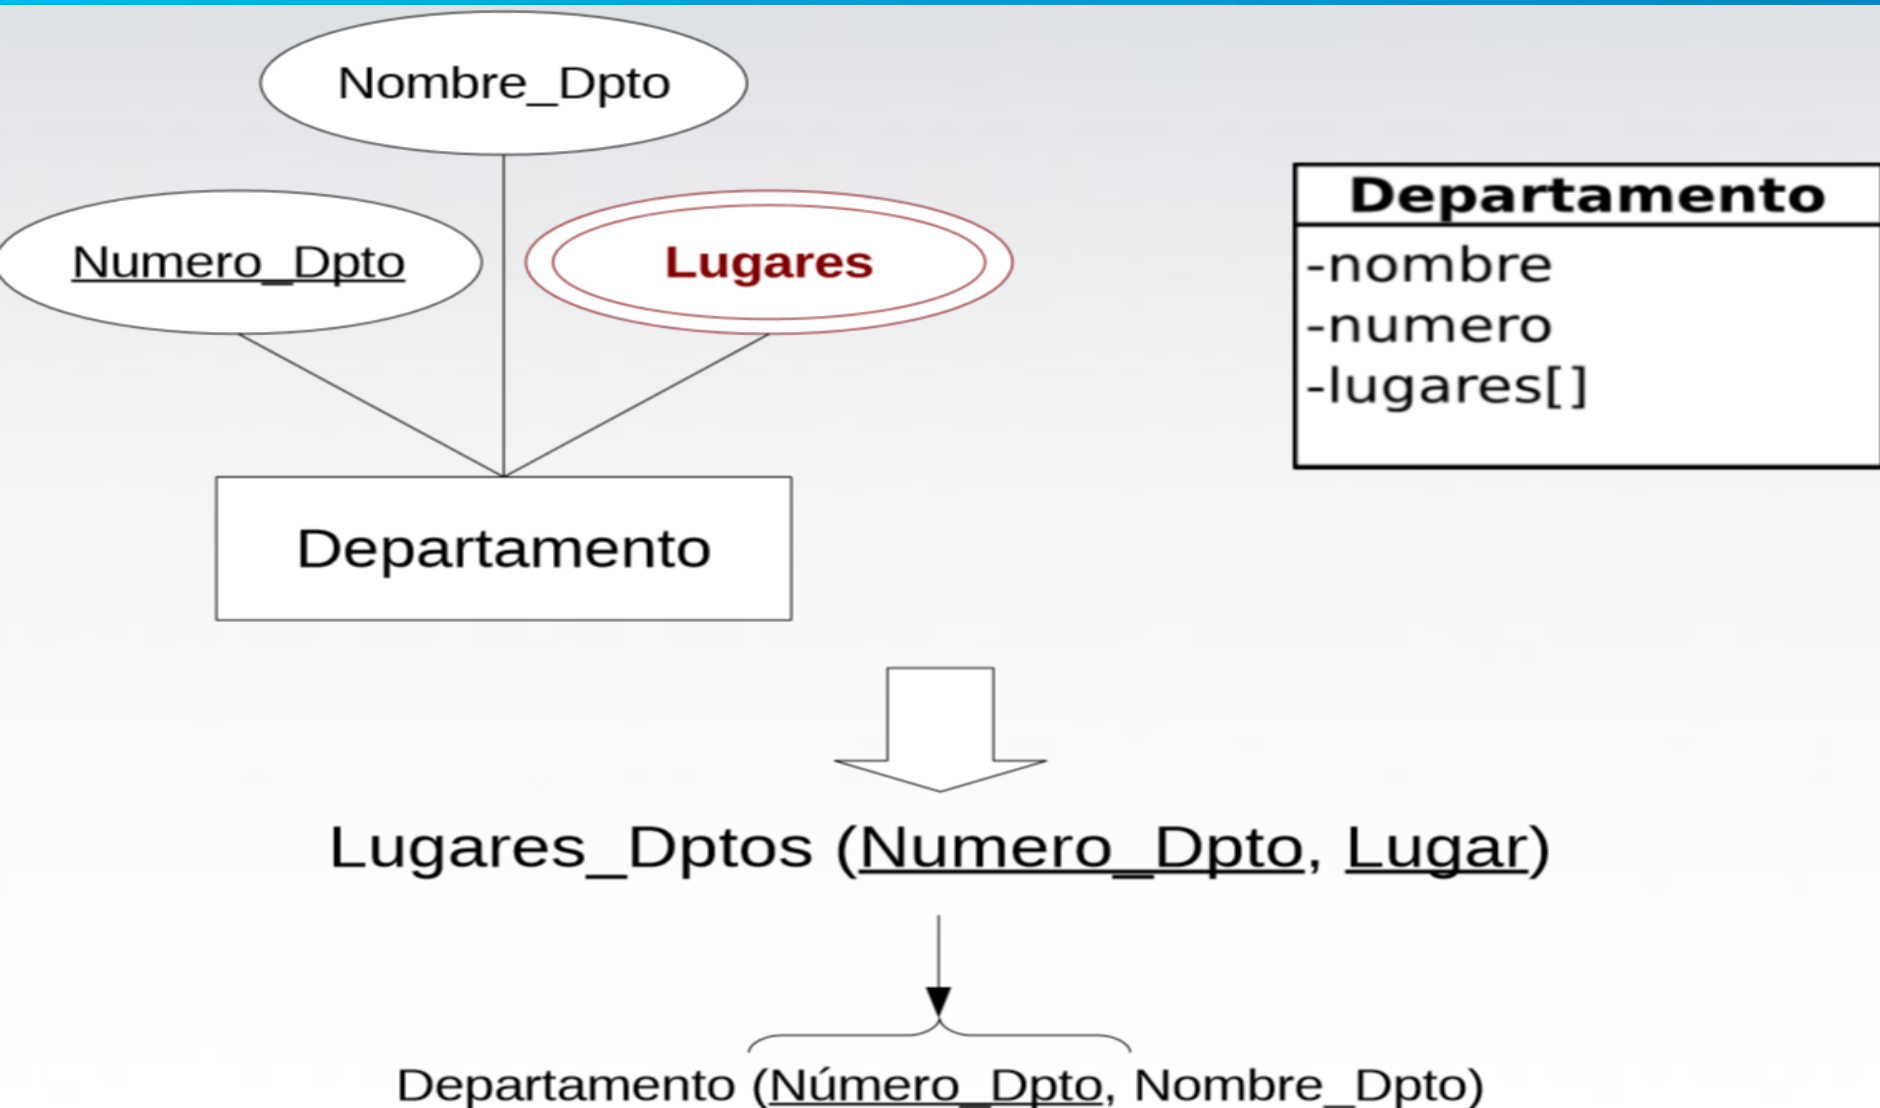 Nombre_Dpto
Numero_Dpto
Lugares
Departamento
Departamento
-nombre
-numero
-lugares[]
Lugares_Dptos (Numero_Dpto, Lugar)
Departamento (Número_Dpto, Nombre_Dpto)